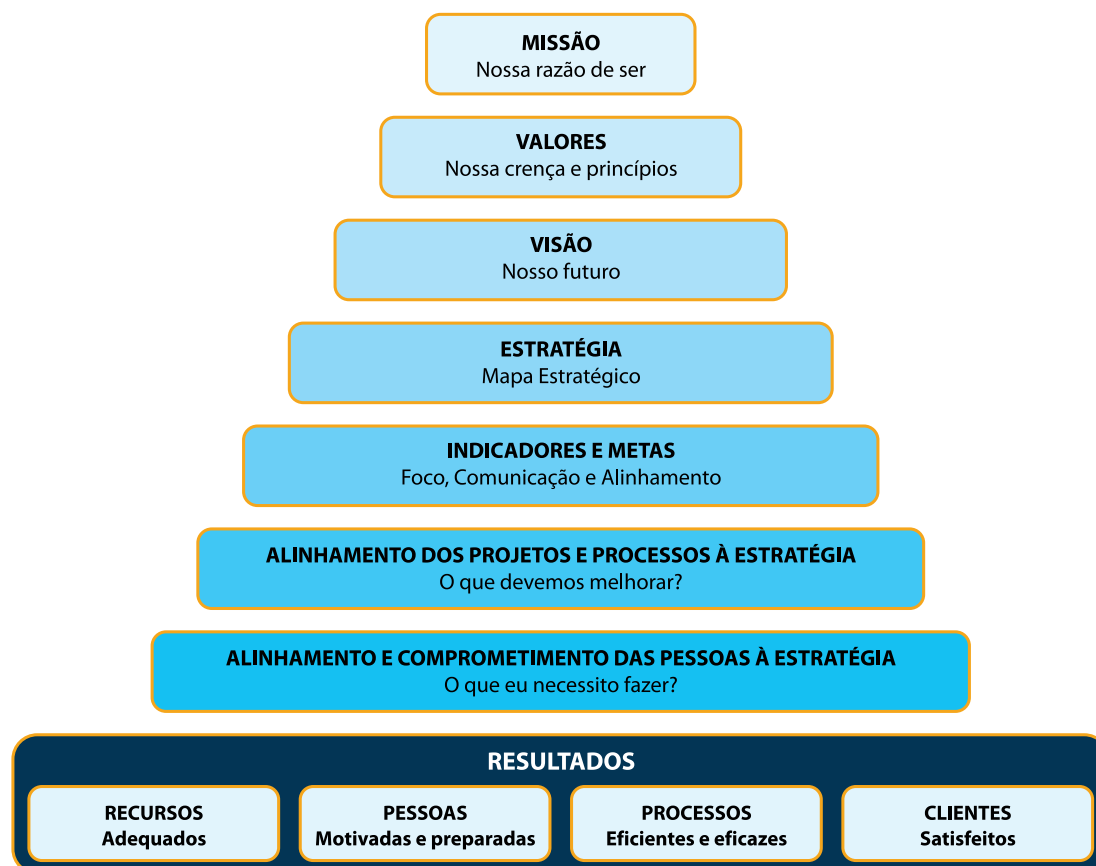 MISSÃO
Nossa razão de ser
VALORES
Nossa crença e princípios
VISÃO
Nosso futuro
ESTRATÉGIA
Mapa Estratégico
INDICADORES E METAS
Foco, Comunicação e Alinhamento
ALINHAMENTO DOS PROJETOS E PROCESSOS À ESTRATÉGIA
O que devemos melhorar?
ALINHAMENTO E COMPROMETIMENTO DAS PESSOAS À ESTRATÉGIA
O que eu necessito fazer?
RESULTADOS
RECURSOS
Adequados
PESSOAS
Motivadas e preparadas
PROCESSOS
Eficientes e eficazes
CLIENTES
Satisfeitos